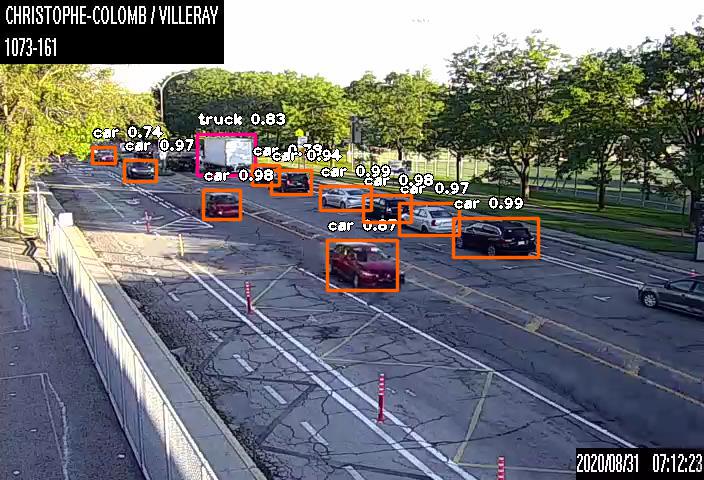 CHRISTOPHE-COLOMB / VILLERAY
1073-161
truck 0.83
car 0.74
car 0.97
car 0.94
car 0.98
car 0.99
car 0.98
car 0.97
car 0.99
car 0.87
2020/08/31 07:12:23